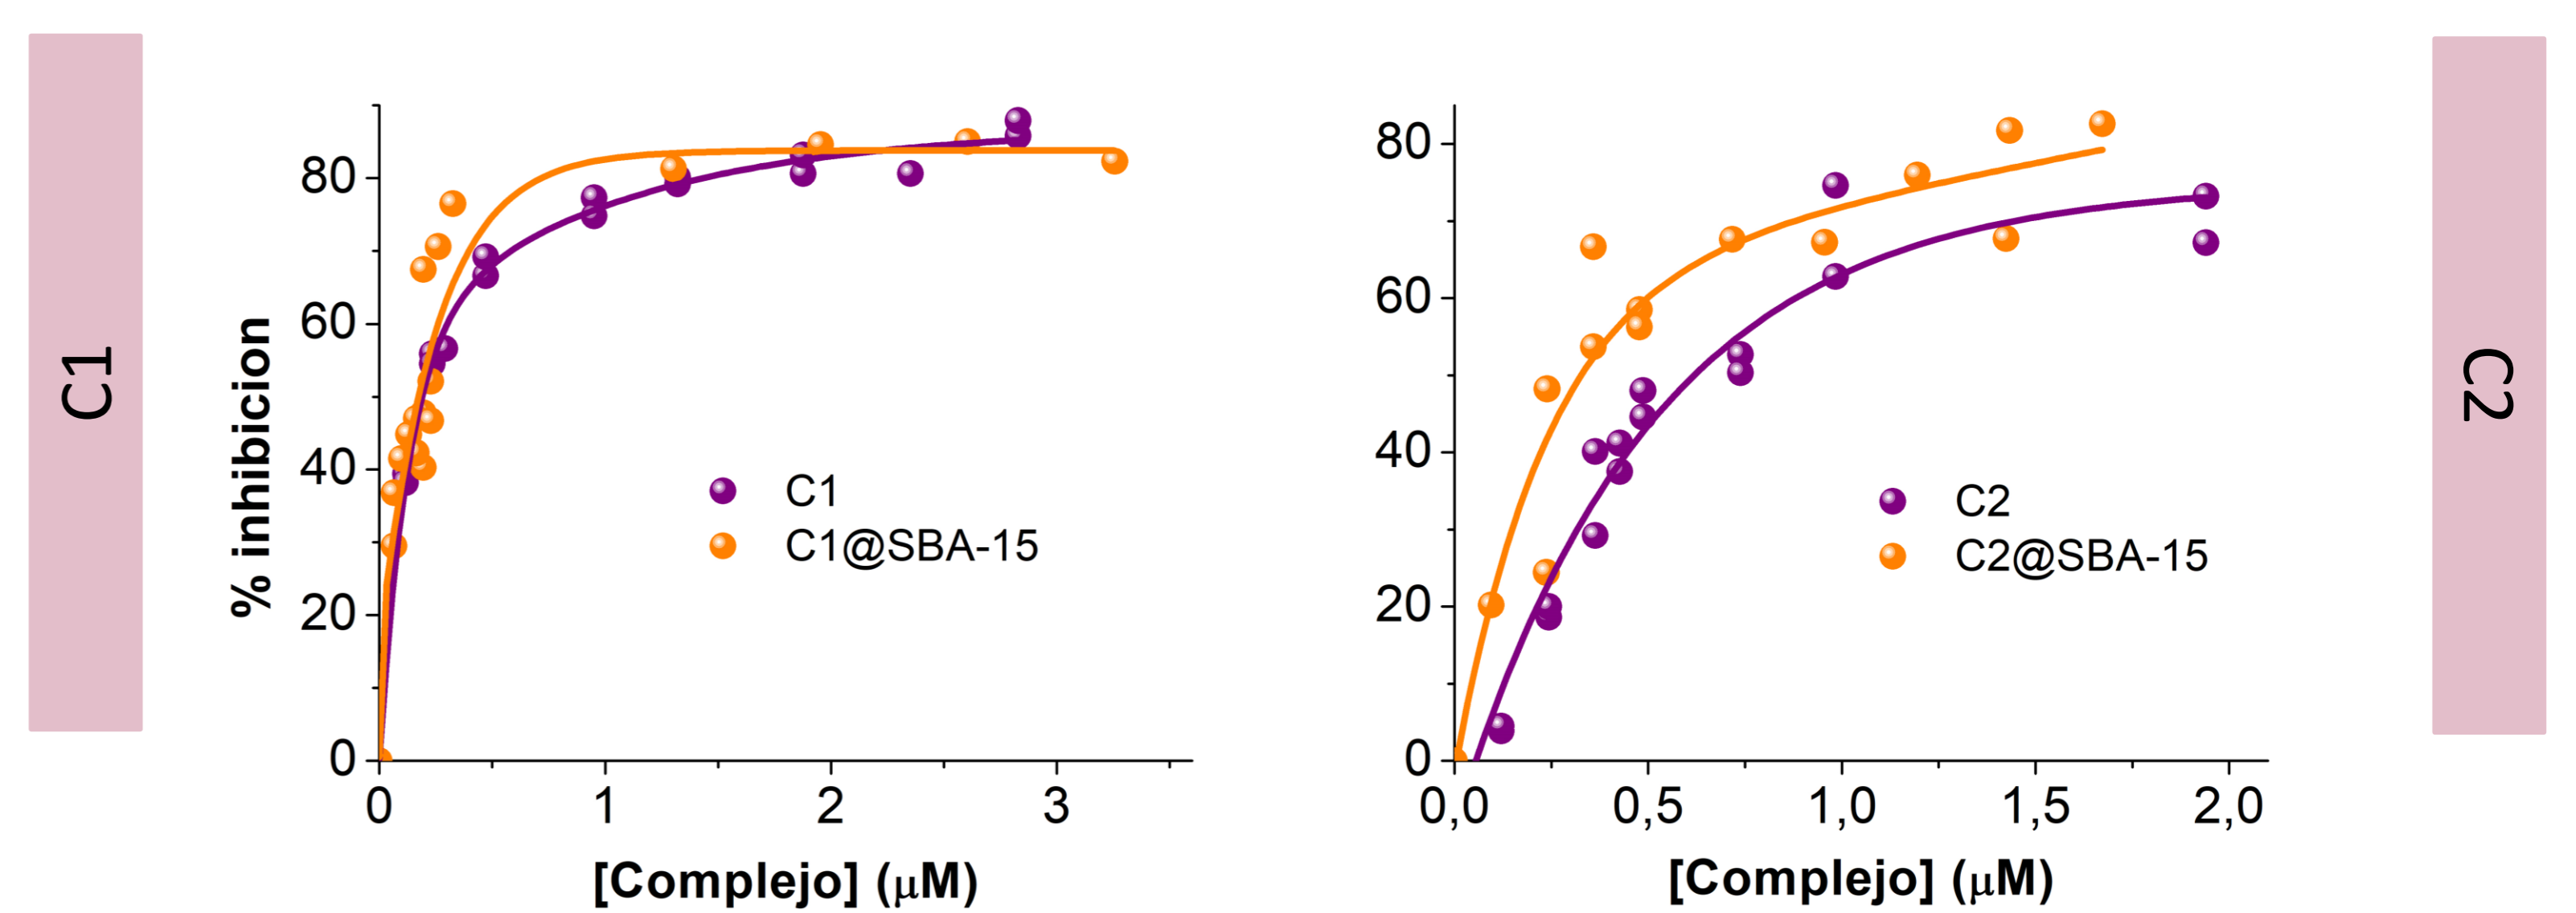 C1
% inhibicion
80
60
40
20
0
0 1 2 3
[Complejo] (μM)
C1
C1@SBA-15
80
60
40
20
0
0,0 0,5 1,0 1,5 2,0
[Complejo] (μM)
C2
C2@SBA-15
C2